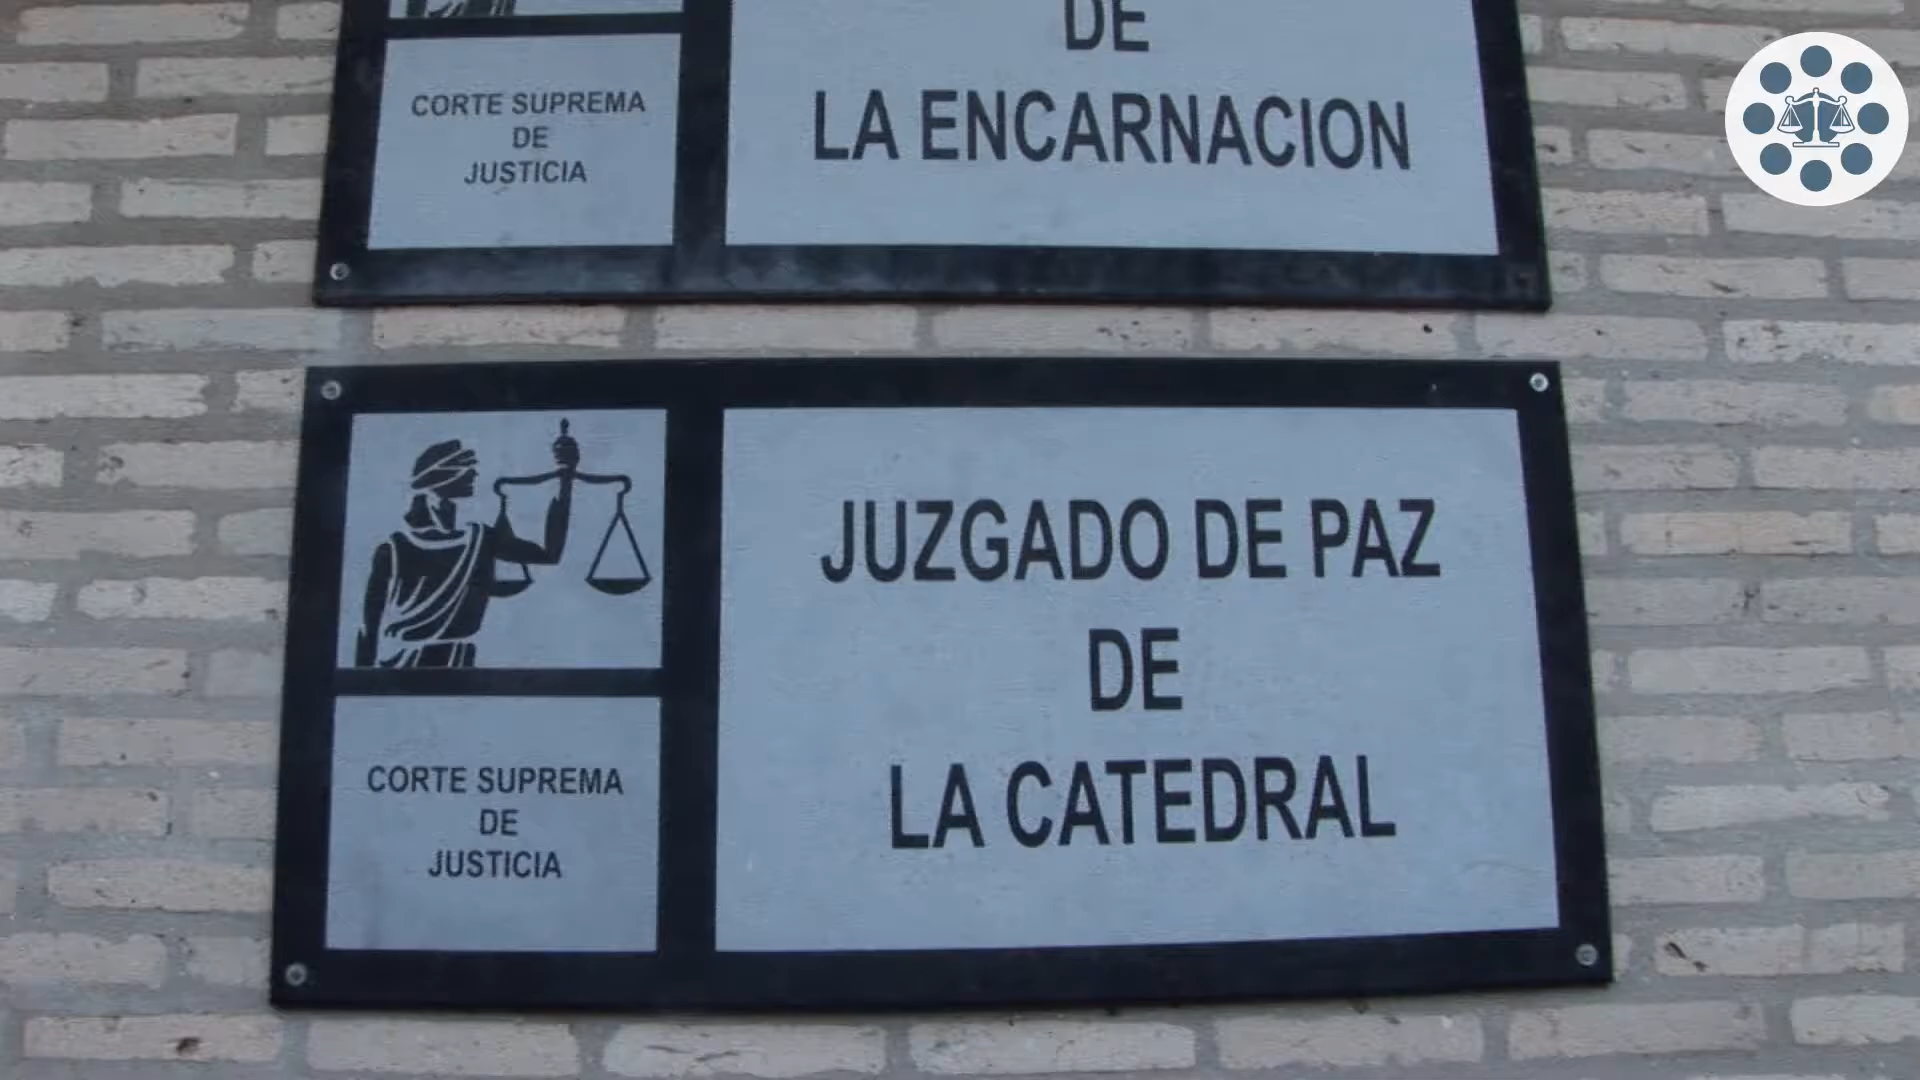 DE
LA ENCARNACION
CORTE SUPREMA
DE
JUSTICIA
JUZGADO DE PAZ
DE
LA CATEDRAL
CORTE SUPREMA
DE
JUSTICIA